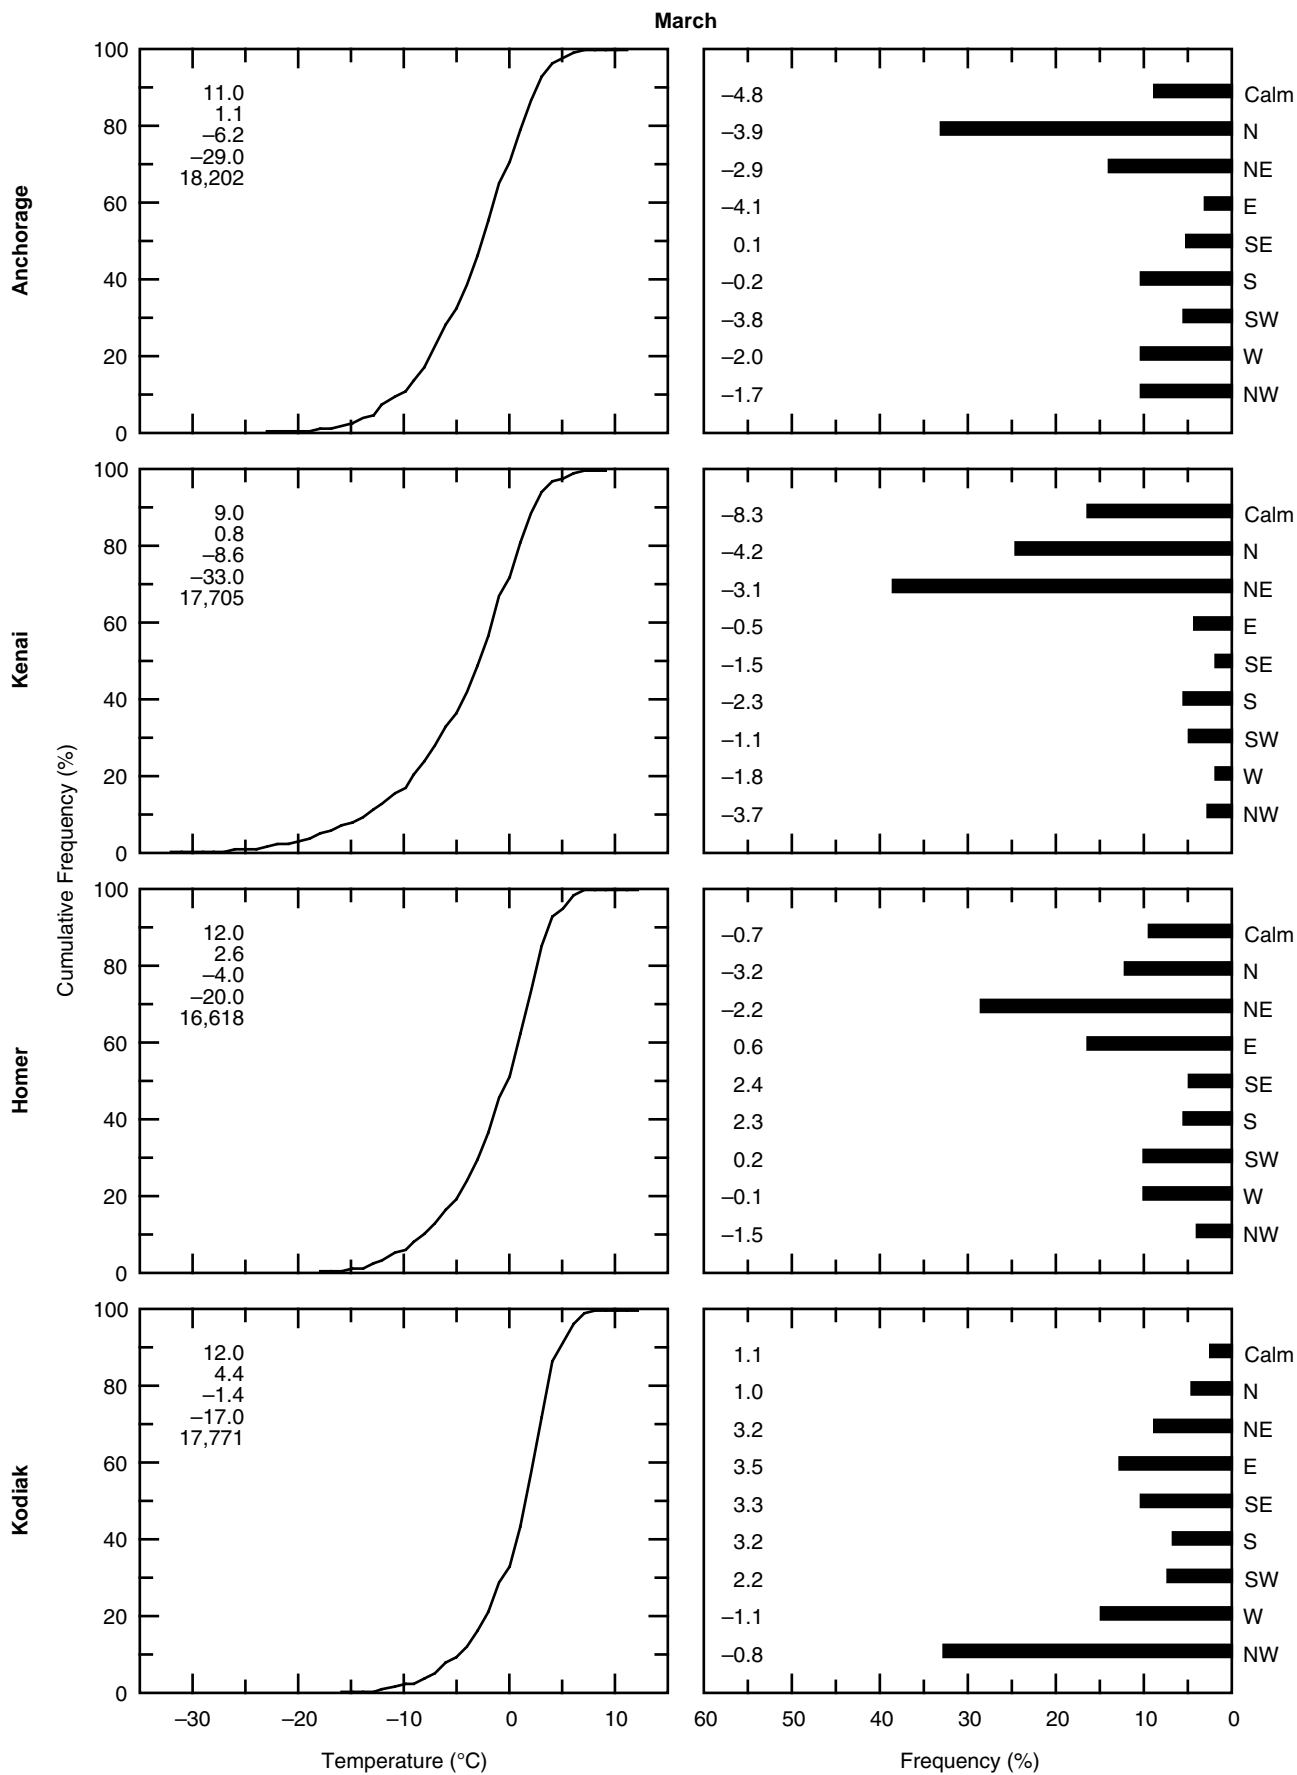 March
Anchorage
100
80
60
40
20
0
11.0
1.1
–6.2
–29.0
18,202
–4.8 Calm
–3.9 N
–2.9 NE
–4.1 E
0.1 SE
–0.2 S
–3.8 SW
–2.0 W
–1.7 NW
Kenai
100
80
60
40
20
0
9.0
0.8
–8.6
–33.0
17,705
–8.3 Calm
–4.2 N
–3.1 NE
–0.5 E
–1.5 SE
–2.3 S
–1.1 SW
–1.8 W
–3.7 NW
Cumulative Frequency (%)
Homer
100
80
60
40
20
0
12.0
2.6
–4.0
–20.0
16,618
–0.7 Calm
–3.2 N
–2.2 NE
0.6 E
2.4 SE
2.3 S
0.2 SW
–0.1 W
–1.5 NW
Kodiak
100
80
60
40
20
0
12.0
4.4
–1.4
–17.0
17,771
1.1 Calm
1.0 N
3.2 NE
3.5 E
3.3 SE
3.2 S
2.2 SW
–1.1 W
–0.8 NW
–30 –20 –10 0 10
60 50 40 30 20 10 0
Temperature (°C)
Frequency (%)